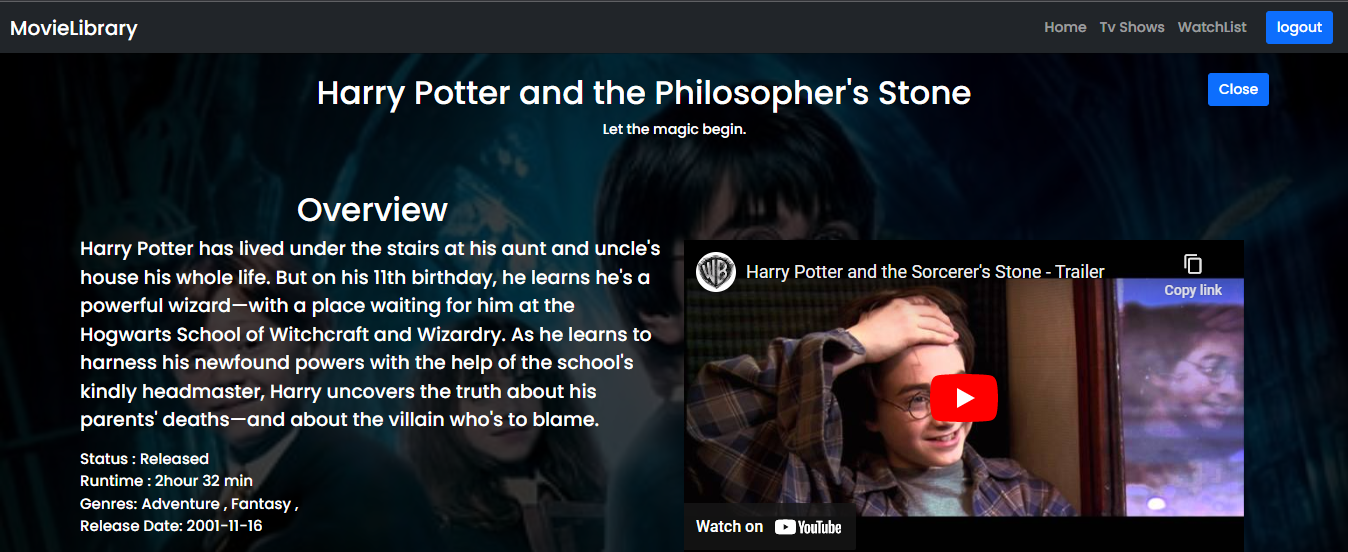 MovieLibrary
Home Tv Shows WatchList logout
Harry Potter and the Philosopher's Stone
Close
Let the magic begin.
Overview
Harry Potter has lived under the stairs at his aunt and uncle's
house his whole life. But on his 11th birthday, he learns he's a
powerful wizard—with a place waiting for him at the
Hogwarts School of Witchcraft and Wizardry. As he learns to
harness his newfound powers with the help of the school's
kindly headmaster, Harry uncovers the truth about his
parents' deaths—and about the villain who's to blame.
Status : Released
Runtime : 2hour 32 min
Genres: Adventure , Fantasy ,
Release Date: 2001-11-16
WB
Harry Potter and the Sorcerer's Stone - Trailer
Copy link
Watch on YouTube